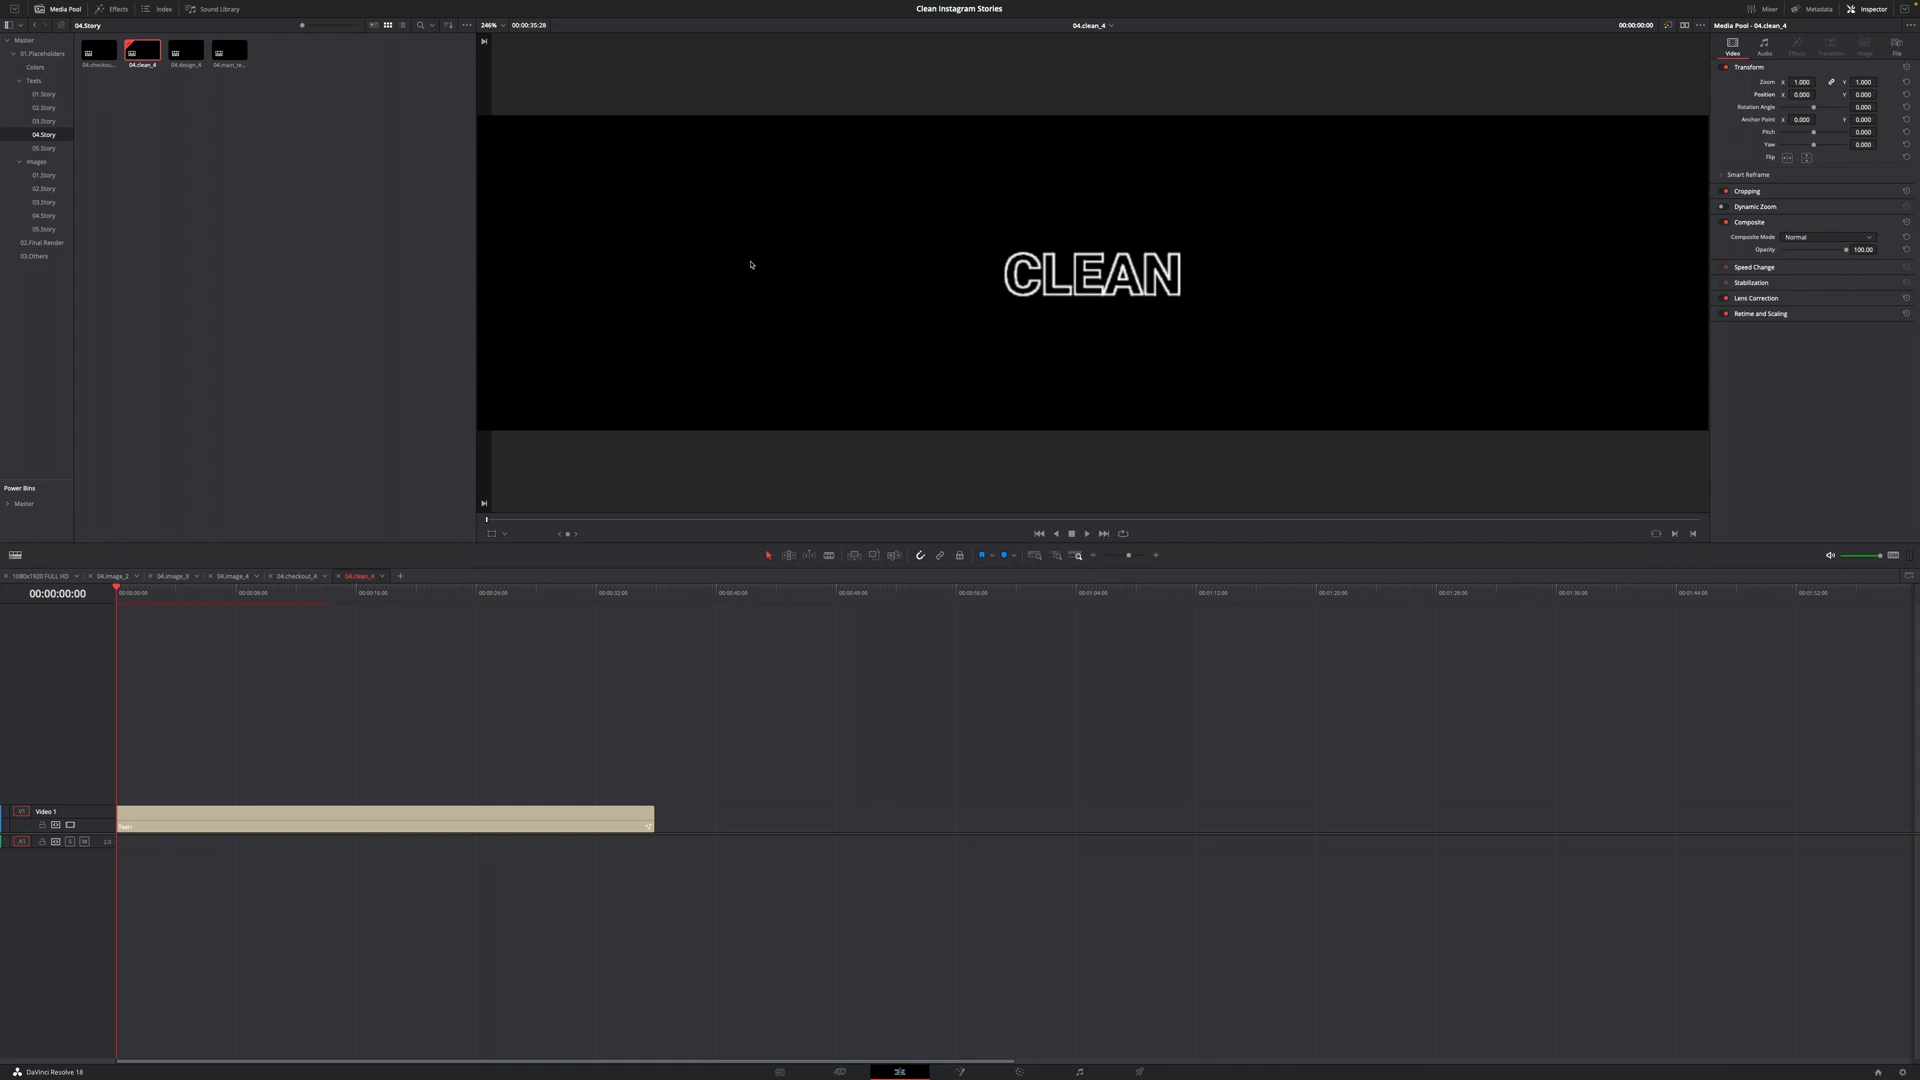 Media Pool
Effects
Index
Sound Library
Clean Instagram Stories
Mixer
Metadata
Inspector
04.Story
246%
00:00:35:28
04.clean_4
00:00:00:00
Media Pool - 04.clean_4
Master
01.Placeholders
Colors
Texts
01.Story
02.Story
03.Story
04.Story
05.Story
Images
01.Story
02.Story
03.Story
04.Story
05.Story
02.Final Render
03.Others
Power Bins
Master
04.checkou...
04.clean_4
04.design_4
04.main_te...
CLEAN
Video
Audio
Effects
Transition
Image
File
Transform
Zoom X 1.000 Y 1.000
Position X 0.000 Y 0.000
Rotation Angle 0.000
Anchor Point X 0.000 Y 0.000
Pitch 0.000
Yaw 0.000
Flip
Smart Reframe
Cropping
Dynamic Zoom
Composite
Composite Mode Normal
Opacity 100.00
Speed Change
Stabilization
Lens Correction
Retime and Scaling
DIM
1080x1920 FULL HD
04.image_2
04.image_3
04.image_4
04.checkout_4
04.clean_4
00:00:00:00
00:00:00:00
00:00:08:00
00:00:16:00
00:00:24:00
00:00:32:00
00:00:40:00
00:00:48:00
00:00:56:00
00:01:04:00
00:01:12:00
00:01:20:00
00:01:28:00
00:01:36:00
00:01:44:00
00:01:52:00
V1 Video 1
Text+
A1 S M 2.0
DaVinci Resolve 18